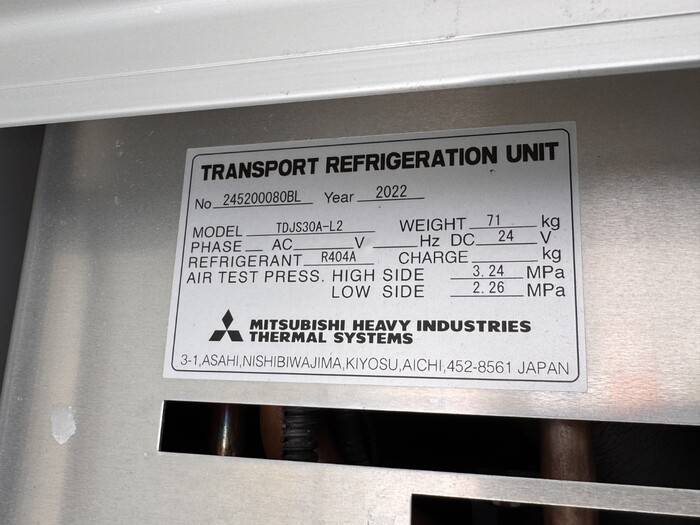 TRANSPORT REFRIGERATION UNIT
No. 245200080BL Year 2022
MODEL TDJS30A-L2 WEIGHT 71 kg
PHASE AC V Hz DC 24 V
REFRIGERANT R404A CHARGE kg
AIR TEST PRESS. HIGH SIDE 3.24 MPa
LOW SIDE 2.26 MPa
MITSUBISHI HEAVY INDUSTRIES
THERMAL SYSTEMS
3-1,ASAHI,NISHIBIWAJIMA,KIYOSU,AICHI,452-8561 JAPAN